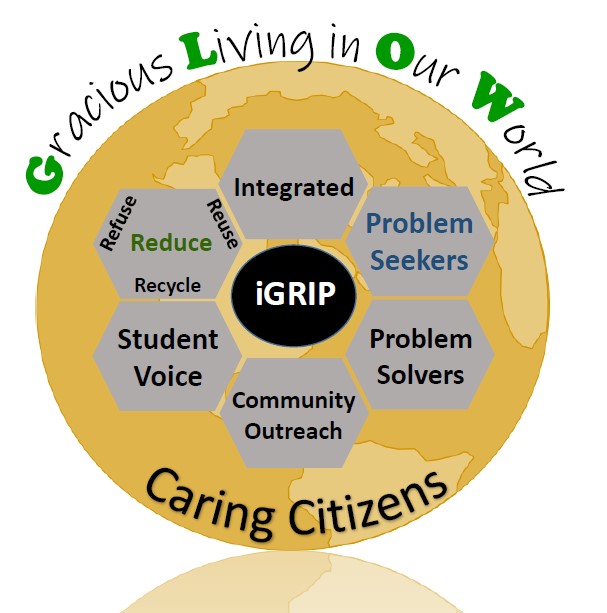 Gracious Living in Our World
Integrated
Refuse
Reduce
Reuse
Recycle
Problem
Seekers
iGRIP
Student
Voice
Problem
Solvers
Community
Outreach
Caring Citizens